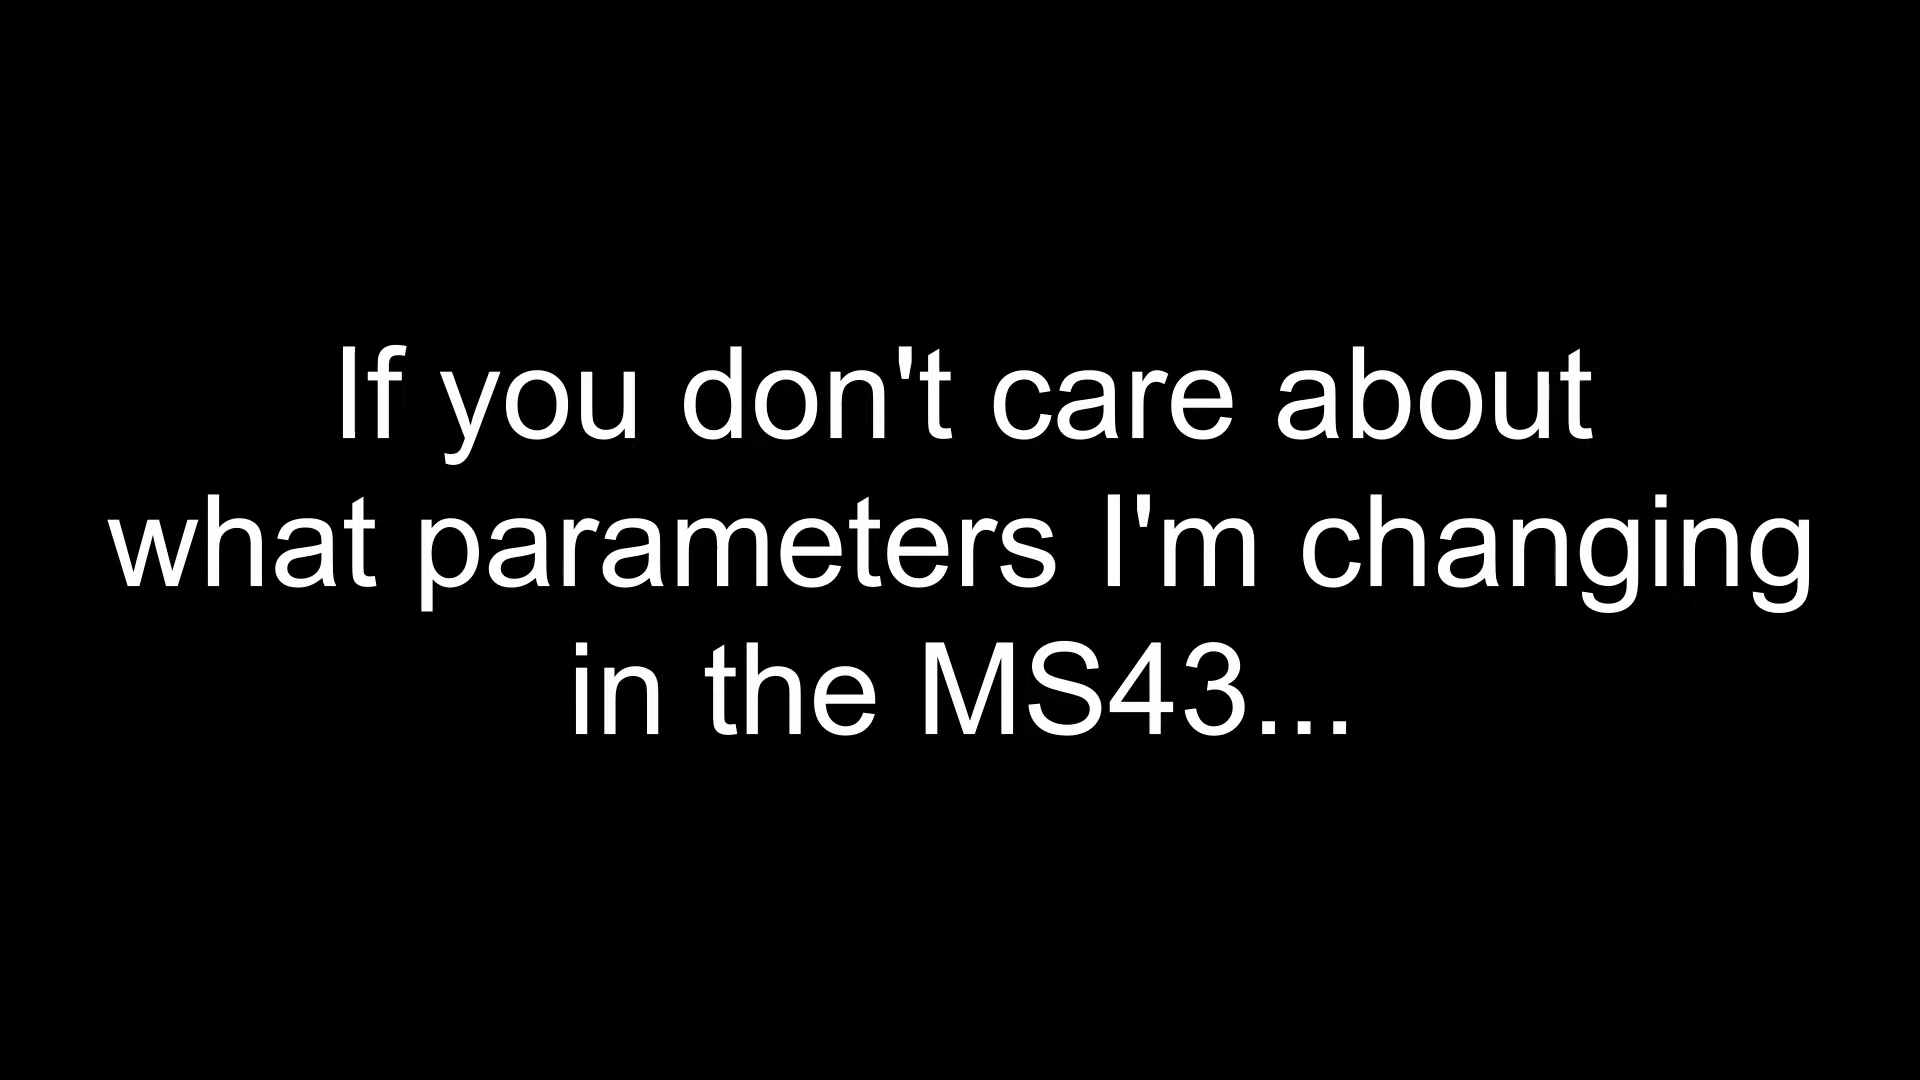 If you don't care about
what parameters I'm changing
in the MS43...